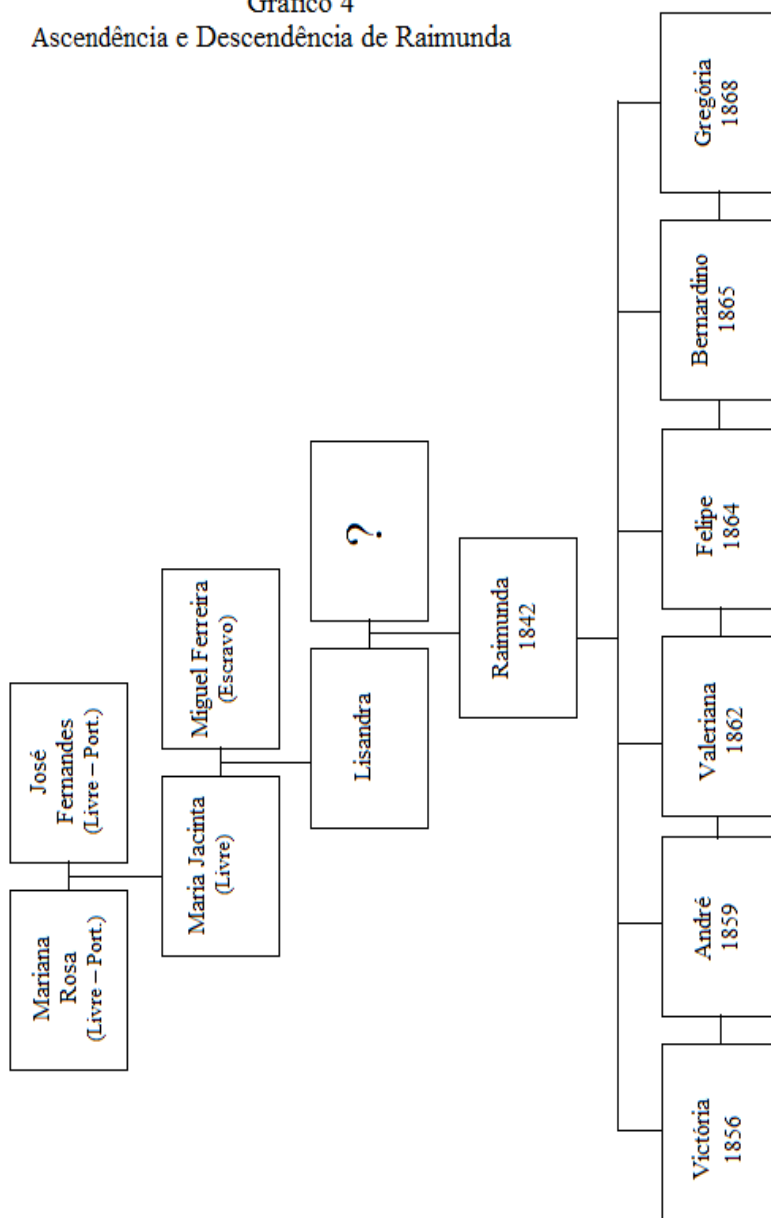 Gráfico 4
Ascendência e Descendência de Raimunda
Mariana
Rosa
(Livre – Port.)
José
Fernandes
(Livre – Port.)
Maria Jacinta
(Livre)
Miguel Ferreira
(Escravo)
Lisandra
?
Raimunda
1842
Victória
1856
André
1859
Valeriana
1862
Felipe
1864
Bernardino
1865
Gregória
1868